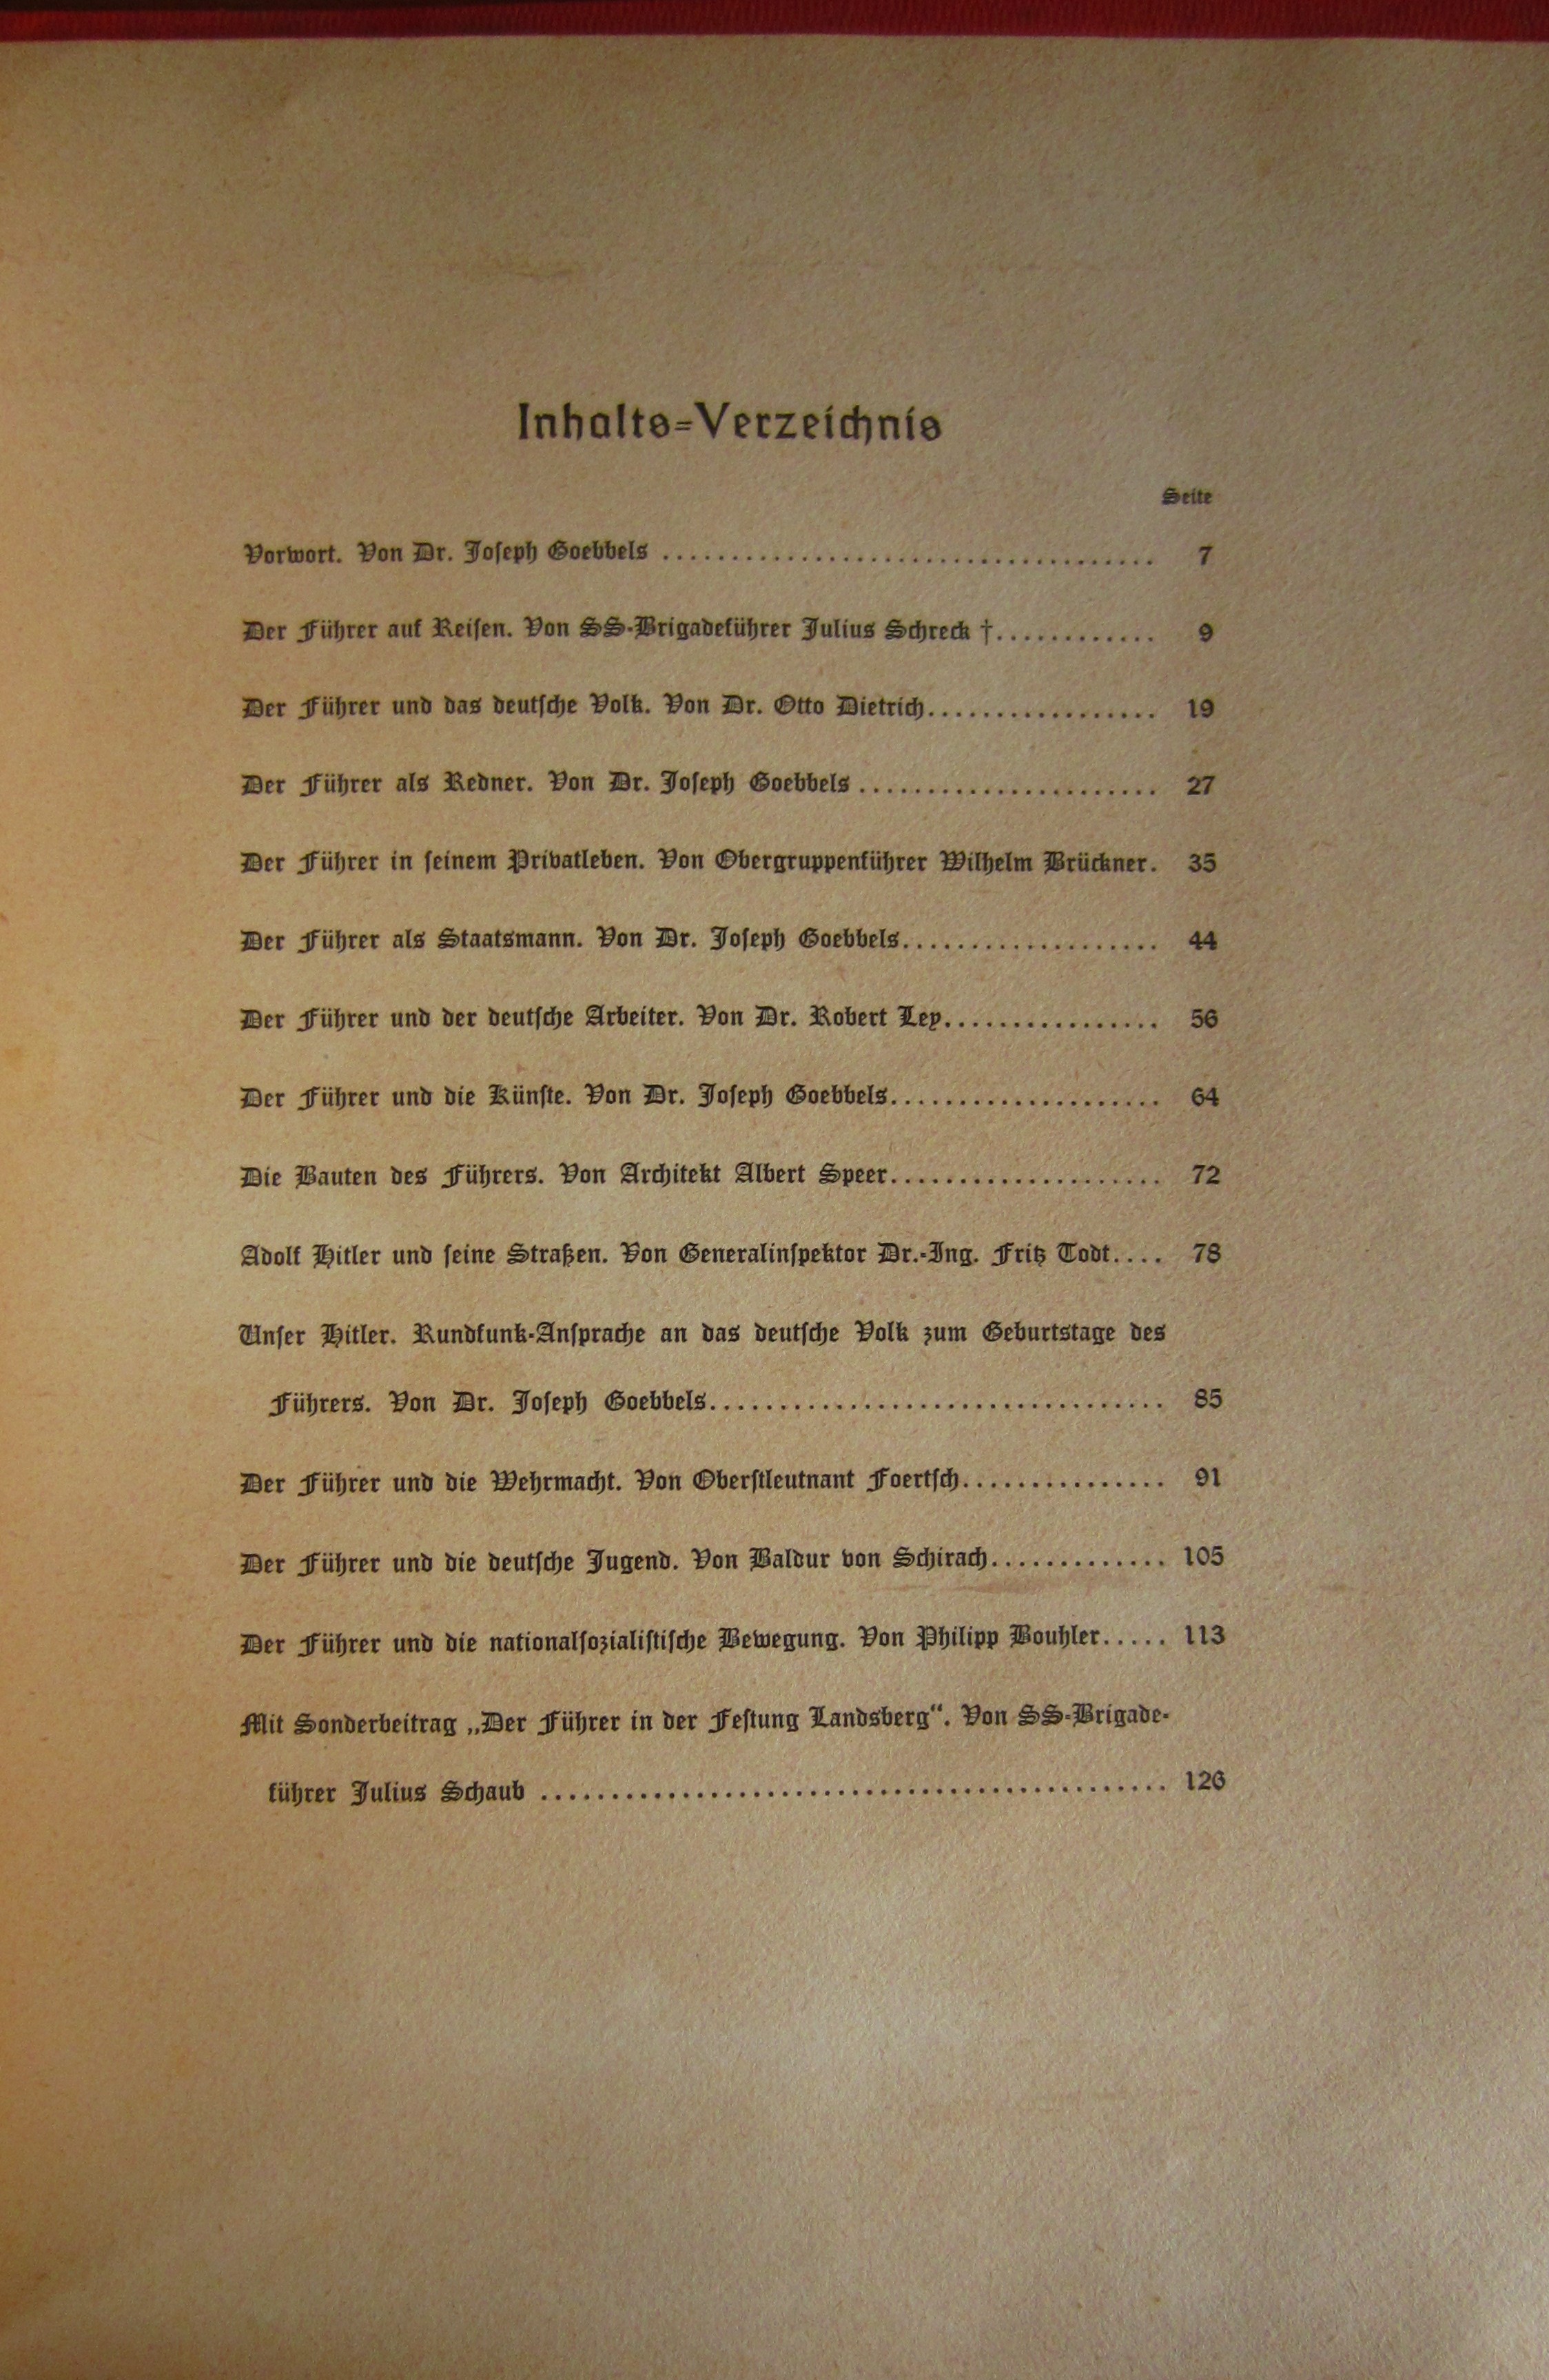 Inhalts-Verzeichnis
Seite
Vorwort. Von Dr. Joseph Goebbels ................................... 7
Der Führer auf Reisen. Von SS-Brigadeführer Julius Schreck †............ 9
Der Führer und das deutsche Volk. Von Dr. Otto Dietrich................. 19
Der Führer als Redner. Von Dr. Joseph Goebbels ...................... 27
Der Führer in seinem Privatleben. Von Obergruppenführer Wilhelm Brückner. 35
Der Führer als Staatsmann. Von Dr. Joseph Goebbels................... 44
Der Führer und der deutsche Arbeiter. Von Dr. Robert Ley................ 56
Der Führer und die Künste. Von Dr. Joseph Goebbels.................... 64
Die Bauten des Führers. Von Architekt Albert Speer.................... 72
Adolf Hitler und seine Straßen. Von Generalinspektor Dr.-Ing. Fritz Todt.... 78
Unser Hitler. Rundfunk-Ansprache an das deutsche Volk zum Geburtstage des
Führers. Von Dr. Joseph Goebbels................................. 85
Der Führer und die Wehrmacht. Von Oberstleutnant Foertsch............... 91
Der Führer und die deutsche Jugend. Von Baldur von Schirach............. 105
Der Führer und die nationalsozialistische Bewegung. Von Philipp Bouhler..... 113
Mit Sonderbeitrag „Der Führer in der Festung Landsberg“. Von SS-Brigade-
führer Julius Schaub ............................................. 126